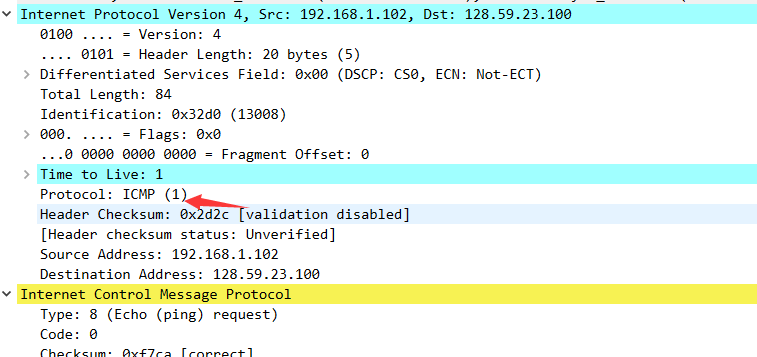 Internet Protocol Version 4, Src: 192.168.1.102, Dst: 128.59.23.100
0100 .... = Version: 4
.... 0101 = Header Length: 20 bytes (5)
Differentiated Services Field: 0x00 (DSCP: CS0, ECN: Not-ECT)
Total Length: 84
Identification: 0x32d0 (13008)
000. .... = Flags: 0x0
...0 0000 0000 0000 = Fragment Offset: 0
Time to Live: 1
Protocol: ICMP (1)
Header Checksum: 0x2d2c [validation disabled]
[Header checksum status: Unverified]
Source Address: 192.168.1.102
Destination Address: 128.59.23.100
Internet Control Message Protocol
Type: 8 (Echo (ping) request)
Code: 0
Checksum: 0xf7ca [correct]